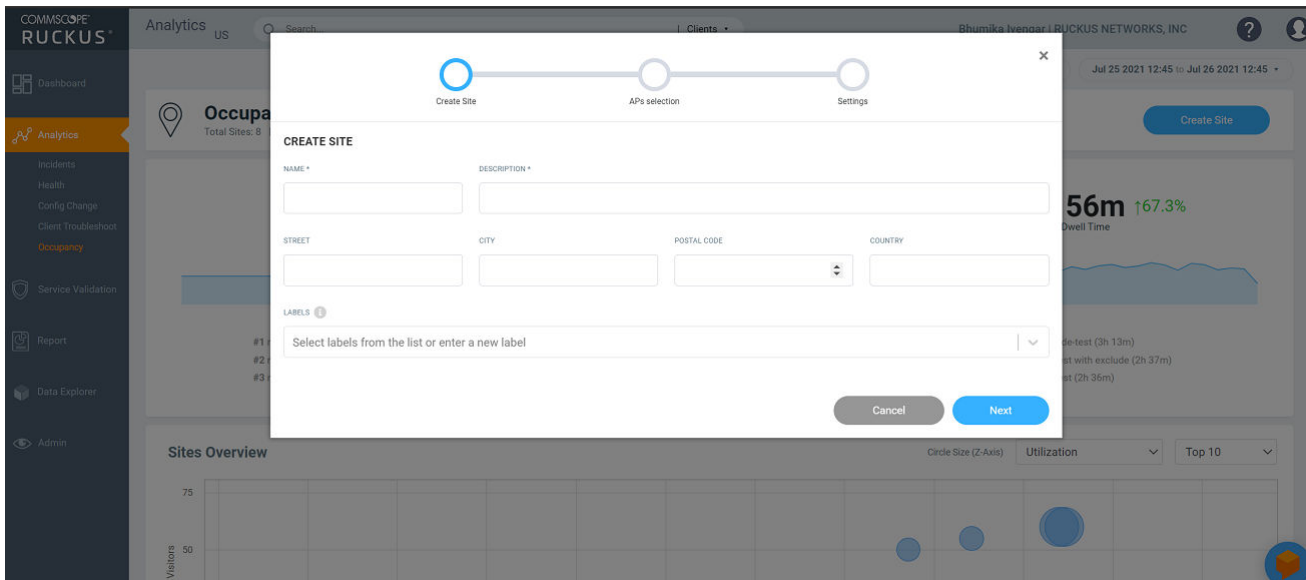 COMMSCOPE®
RUCKUS®
Analytics US
Search...
| Clients
Bhumika Iyengar | RUCKUS NETWORKS, INC
?
Dashboard
Analytics
Incidents
Health
Config Change
Client Troubleshoot
Occupancy
Service Validation
Report
Data Explorer
Admin
Jul 25 2021 12:45 to Jul 26 2021 12:45
Occupa
Total Sites: 8
Create Site
×
Create Site
APs selection
Settings
CREATE SITE
NAME *
DESCRIPTION *
STREET
CITY
POSTAL CODE
COUNTRY
LABELS
Select labels from the list or enter a new label
Cancel
Next
56m ↑67.3%
Dwell Time
#1
#2
#3
de-test (3h 13m)
st with exclude (2h 37m)
st (2h 36m)
Sites Overview
Circle Size (Z-Axis)
Utilization
Top 10
75
50
Visitors